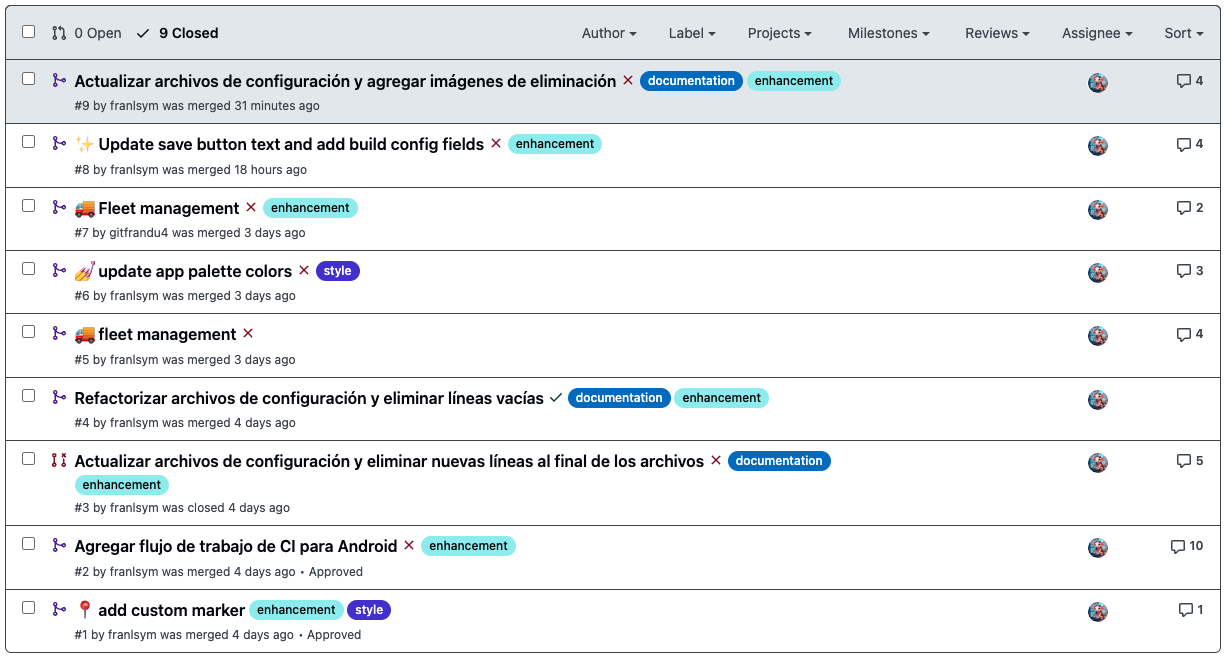 0 Open 9 Closed Author Label Projects Milestones Reviews Assignee Sort
Actualizar archivos de configuración y agregar imágenes de eliminación documentation enhancement 4
#9 by franlsym was merged 31 minutes ago
✨ Update save button text and add build config fields enhancement 4
#8 by franlsym was merged 18 hours ago
🚚 Fleet management enhancement 2
#7 by gitfrandu4 was merged 3 days ago
💅 update app palette colors style 3
#6 by franlsym was merged 3 days ago
🚚 fleet management 4
#5 by franlsym was merged 3 days ago
Refactorizar archivos de configuración y eliminar líneas vacías documentation enhancement
#4 by franlsym was merged 4 days ago
Actualizar archivos de configuración y eliminar nuevas líneas al final de los archivos documentation 5
enhancement
#3 by franlsym was closed 4 days ago
Agregar flujo de trabajo de CI para Android enhancement 10
#2 by franlsym was merged 4 days ago • Approved
📍 add custom marker enhancement style 1
#1 by franlsym was merged 4 days ago • Approved